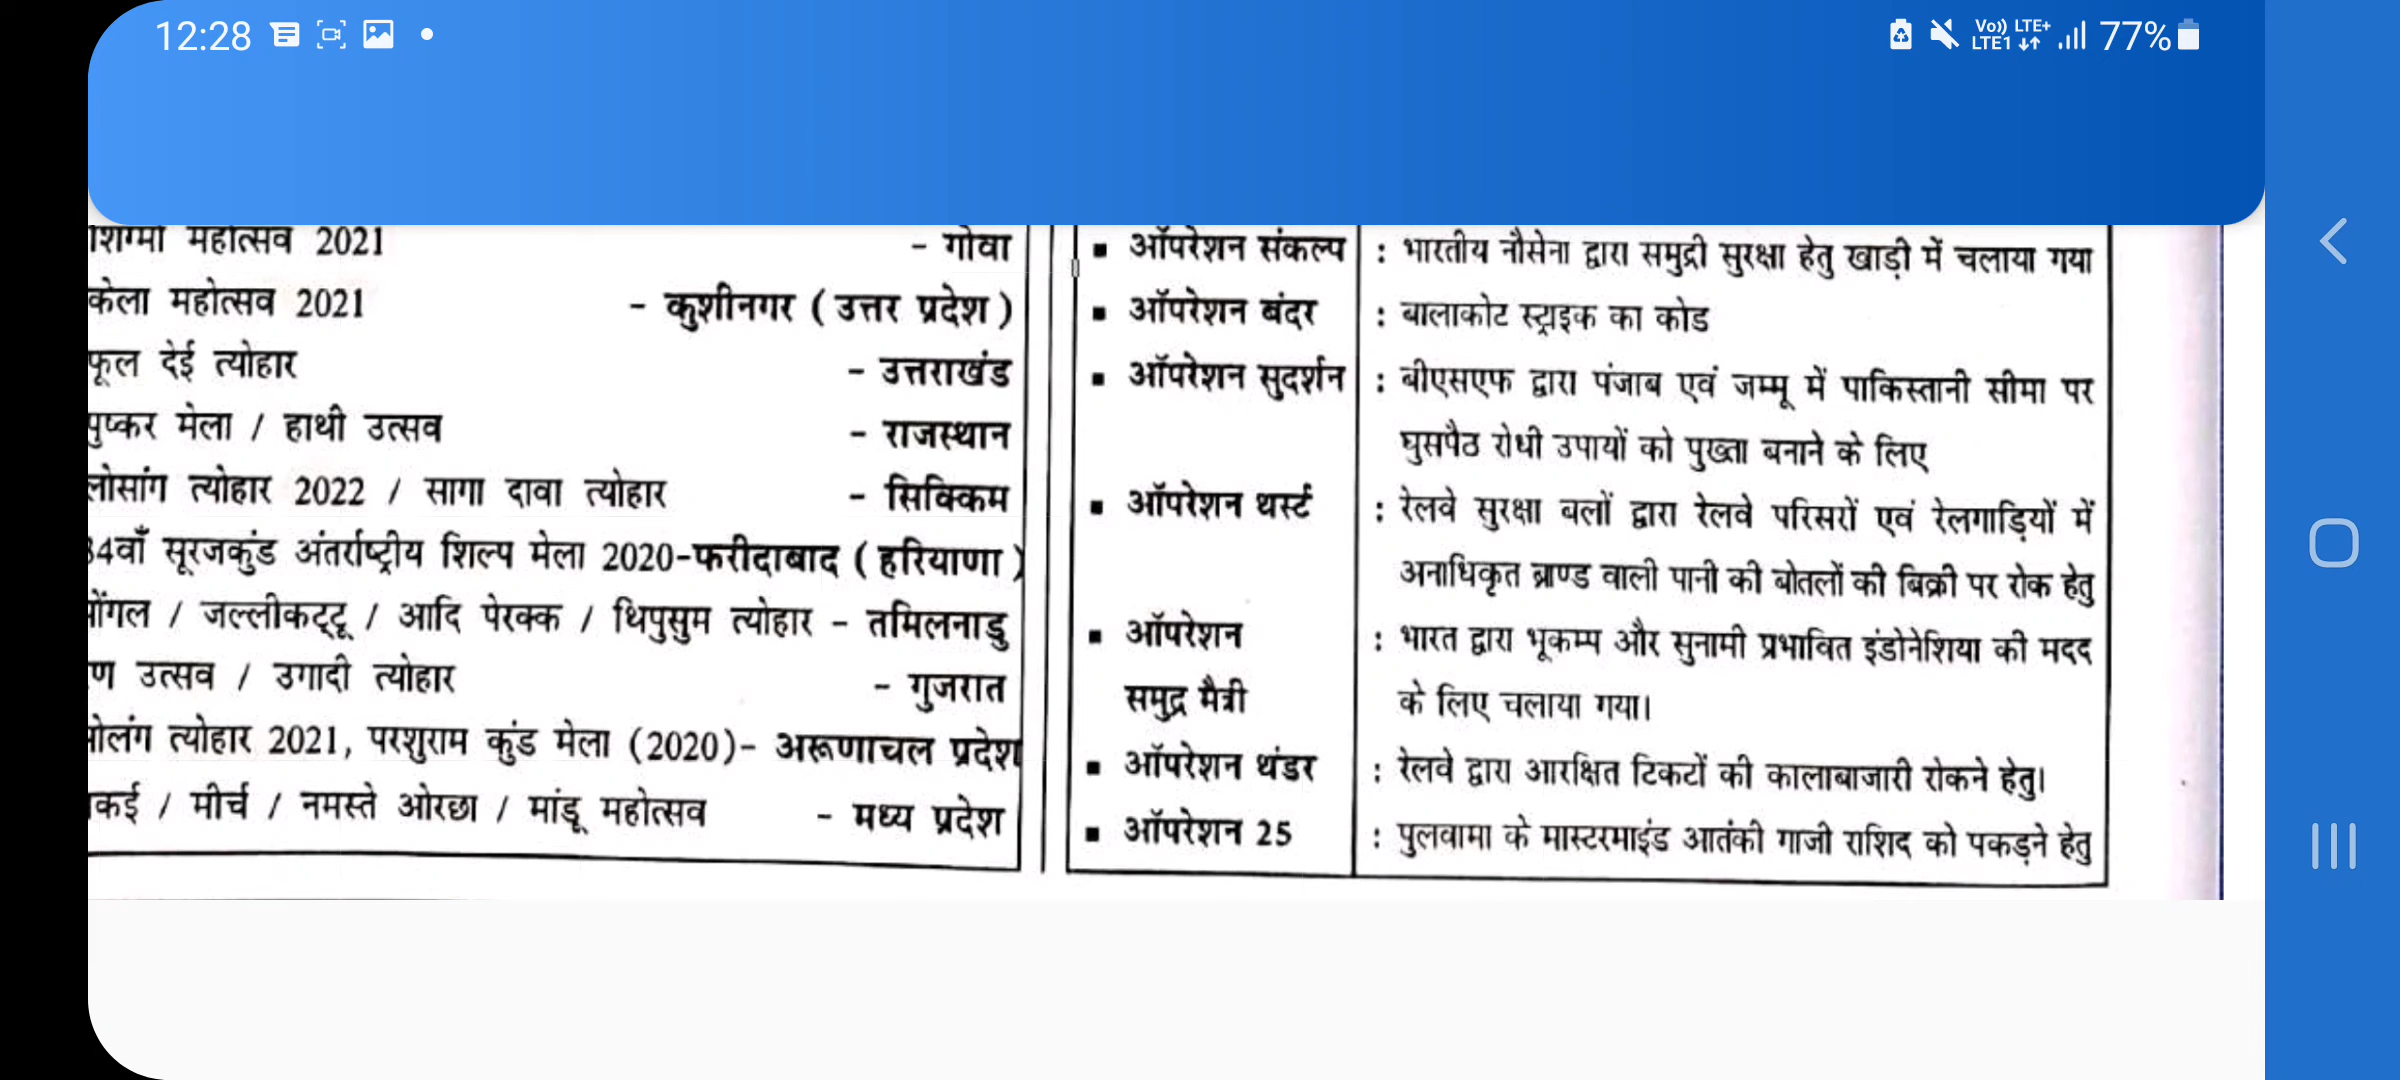 12:28
Vo)) LTE+
LTE1
77%
शिग्मो महोत्सव 2021 - गोवा
केला महोत्सव 2021 - कुशीनगर ( उत्तर प्रदेश )
फूल देई त्योहार - उत्तराखंड
पुष्कर मेला / हाथी उत्सव - राजस्थान
लोसांग त्योहार 2022 / सागा दावा त्योहार - सिक्किम
34वाँ सूरजकुंड अंतर्राष्ट्रीय शिल्प मेला 2020-फरीदाबाद ( हरियाणा )
/ जल्लीकट्टू / आदि पेरक्क / थिपुसुम त्योहार - तमिलनाडु
उत्सव / उगादी त्योहार - गुजरात
त्योहार 2021, परशुराम कुंड मेला (2020)- अरूणाचल प्रदेश
/ मीर्च / नमस्ते ओरछा / मांडू महोत्सव - मध्य प्रदेश
▪ ऑपरेशन संकल्प : भारतीय नौसेना द्वारा समुद्री सुरक्षा हेतु खाड़ी में चलाया गया
▪ ऑपरेशन बंदर : बालाकोट स्ट्राइक का कोड
▪ ऑपरेशन सुदर्शन : बीएसएफ द्वारा पंजाब एवं जम्मू में पाकिस्तानी सीमा पर
घुसपैठ रोधी उपायों को पुख्ता बनाने के लिए
▪ ऑपरेशन थर्स्ट : रेलवे सुरक्षा बलों द्वारा रेलवे परिसरों एवं रेलगाड़ियों में
अनाधिकृत ब्राण्ड वाली पानी की बोतलों की बिक्री पर रोक हेतु
▪ ऑपरेशन : भारत द्वारा भूकम्प और सुनामी प्रभावित इंडोनेशिया की मदद
समुद्र मैत्री के लिए चलाया गया।
▪ ऑपरेशन थंडर : रेलवे द्वारा आरक्षित टिकटों की कालाबाजारी रोकने हेतु।
▪ ऑपरेशन 25 : पुलवामा के मास्टरमाइंड आतंकी गाजी राशिद को पकड़ने हेतु